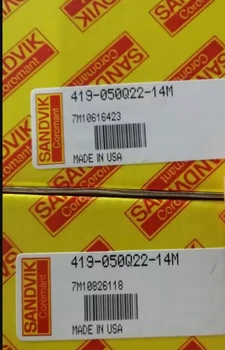 SANDVIK
Coromant
419-050Q22-14M
7M10616423
MADE IN USA
SANDVIK
Coromant
419-050Q22-14M
7M10826118
MADE IN USA